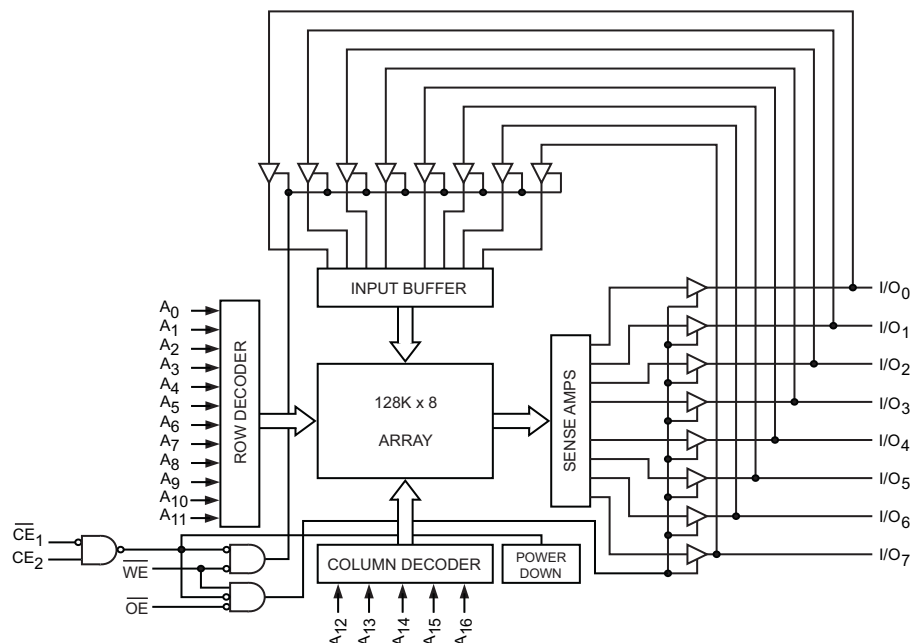 INPUT BUFFER
A0
A1
A2
A3
A4
A5
A6
A7
A8
A9
A10
A11
ROW DECODER
128K x 8
ARRAY
SENSE AMPS
I/O0
I/O1
I/O2
I/O3
I/O4
I/O5
I/O6
I/O7
CE1
CE2
WE
OE
COLUMN DECODER
POWER
DOWN
A12
A13
A14
A15
A16